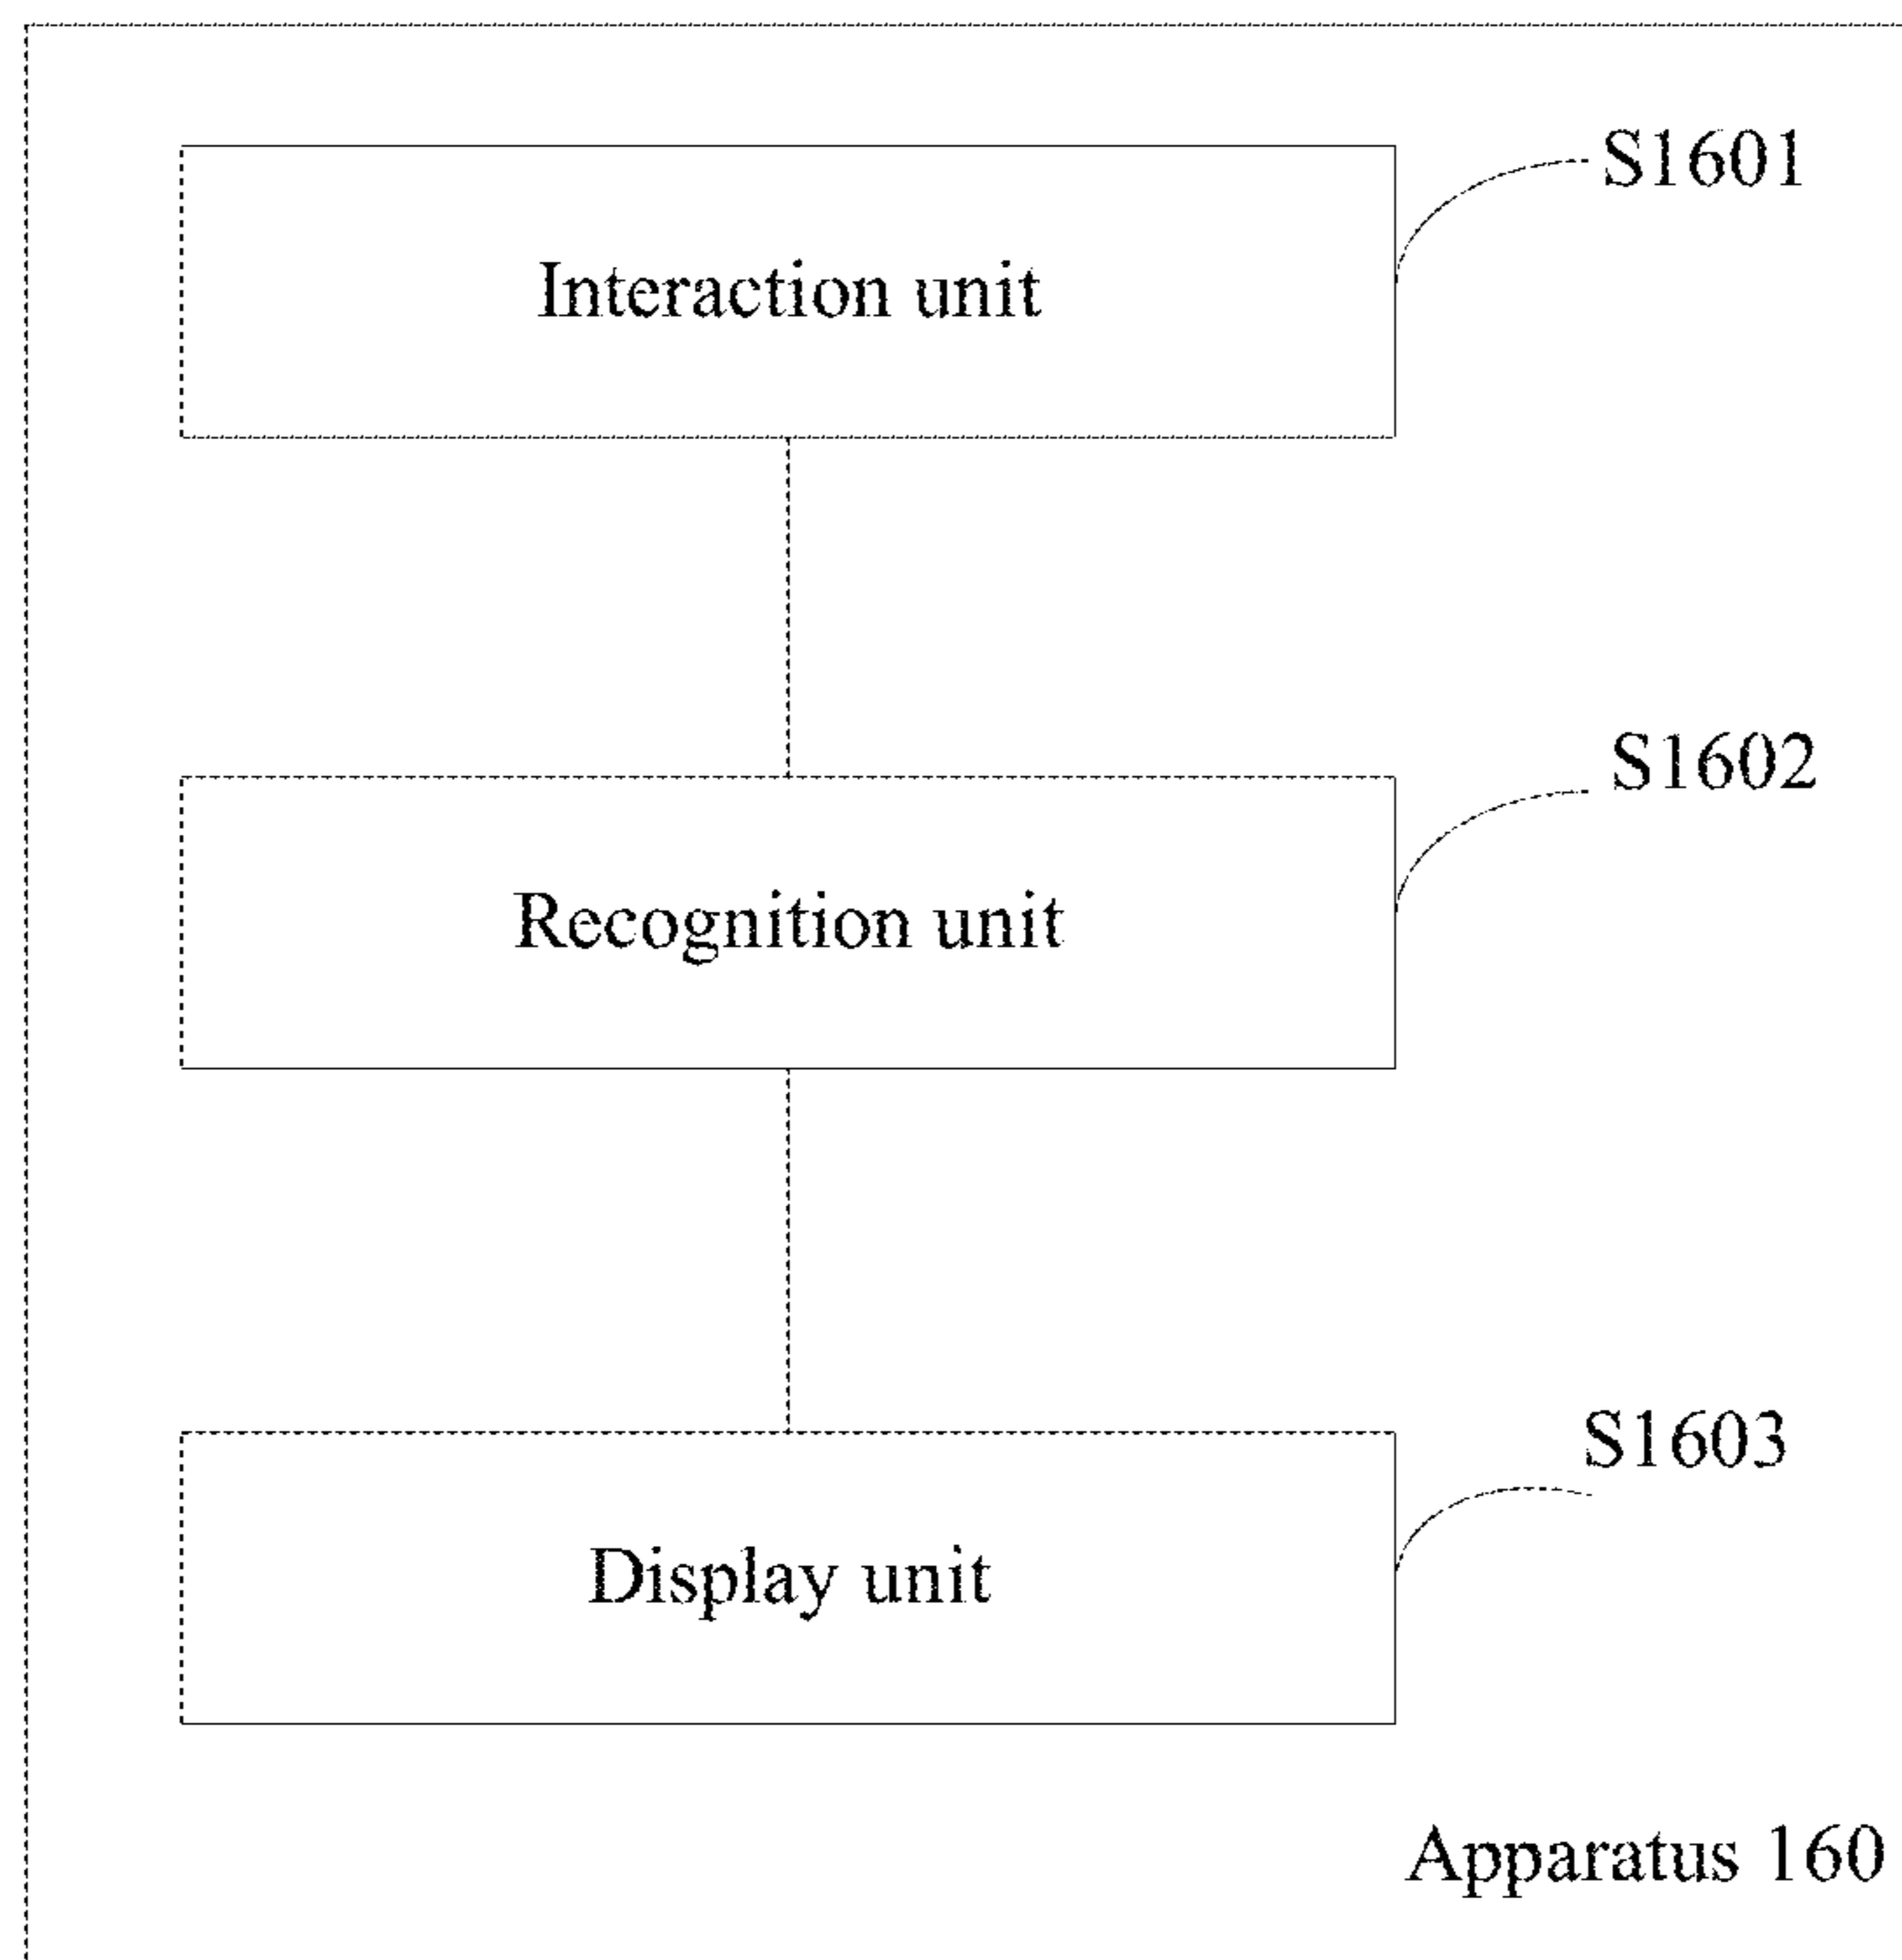 S1601
Interaction unit
S1602
Recognition unit
S1603
Display unit
Apparatus 160